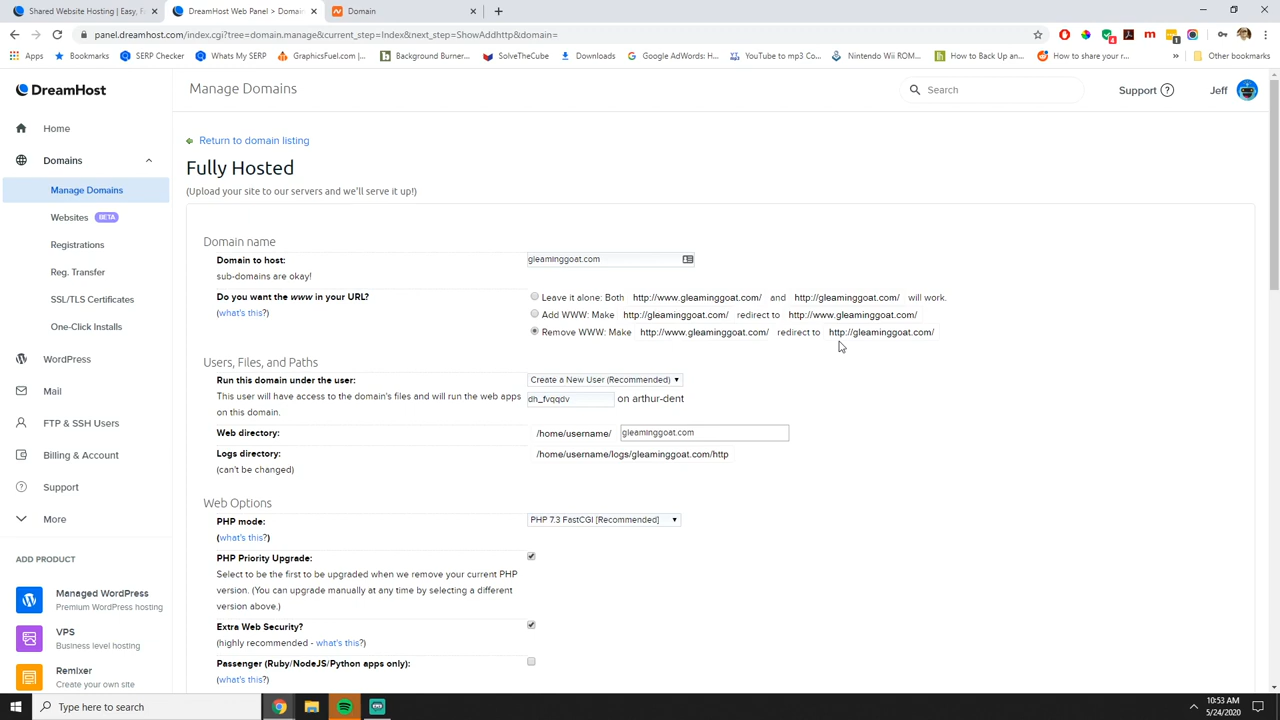 Shared Website Hosting | Easy, F
DreamHost Web Panel > Domain
Domain
panel.dreamhost.com/index.cgi?tree=domain.manage&current_step=Index&next_step=ShowAddhttp&domain=
Apps
Bookmarks
SERP Checker
Whats My SERP
GraphicsFuel.com |...
Background Burner...
SolveTheCube
Downloads
Google AdWords: H...
YouTube to mp3 Co...
Nintendo Wii ROM...
How to Back Up an...
How to share your r...
»
Other bookmarks
DreamHost
Manage Domains
Search
Support
Jeff
Home
Domains
Manage Domains
Websites BETA
Registrations
Reg. Transfer
SSL/TLS Certificates
One-Click Installs
WordPress
Mail
FTP & SSH Users
Billing & Account
Support
More
ADD PRODUCT
Managed WordPress
Premium WordPress hosting
VPS
Business level hosting
Remixer
Create your own site
Return to domain listing
Fully Hosted
(Upload your site to our servers and we'll serve it up!)
Domain name
Domain to host: gleaminggoat.com
sub-domains are okay!
Do you want the www in your URL? Leave it alone: Both http://www.gleaminggoat.com/ and http://gleaminggoat.com/ will work.
(what's this?) Add WWW: Make http://gleaminggoat.com/ redirect to http://www.gleaminggoat.com/
Remove WWW: Make http://www.gleaminggoat.com/ redirect to http://gleaminggoat.com/
Users, Files, and Paths
Run this domain under the user: Create a New User (Recommended)
This user will have access to the domain's files and will run the web apps dh_fvqqdv on arthur-dent
on this domain.
Web directory: /home/username/ gleaminggoat.com
Logs directory: /home/username/logs/gleaminggoat.com/http
(can't be changed)
Web Options
PHP mode: PHP 7.3 FastCGI [Recommended]
(what's this?)
PHP Priority Upgrade:
Select to be the first to be upgraded when we remove your current PHP
version. (You can upgrade manually at any time by selecting a different
version above.)
Extra Web Security?
(highly recommended - what's this?)
Passenger (Ruby/NodeJS/Python apps only):
(what's this?)
Type here to search
10:53 AM
5/24/2020